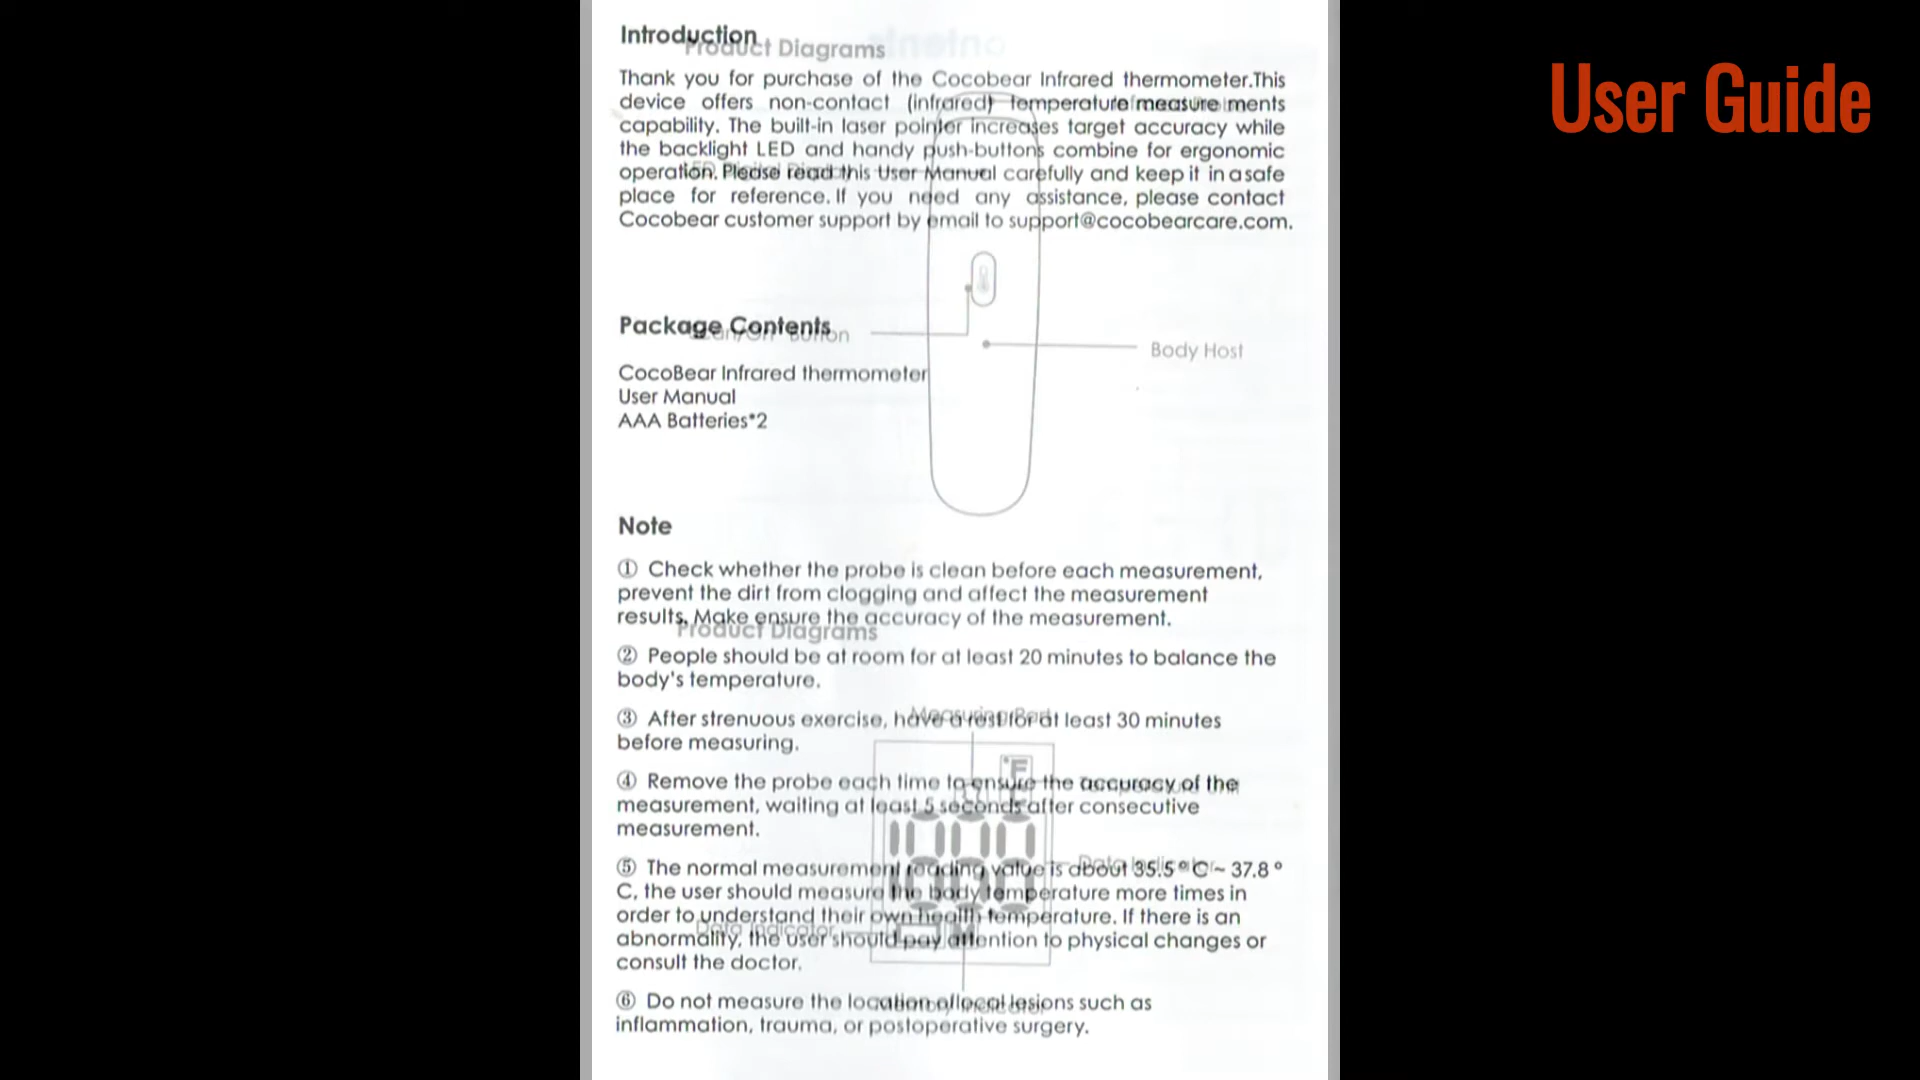 User Guide
Introduction
Product Diagrams
Thank you for purchase of the Cocobear Infrared thermometer.This
device offers non-contact (infrared) temperature measure ments
capability. The built-in laser pointer increases target accuracy while
the backlight LED and handy push-buttons combine for ergonomic
operation. Please read this User Manual carefully and keep it in a safe
place for reference. If you need any assistance, please contact
Cocobear customer support by email to support@cocobearcare.com.
Package Contents
Button
Body Host
CocoBear Infrared thermometer
User Manual
AAA Batteries*2
Note
① Check whether the probe is clean before each measurement,
prevent the dirt from clogging and affect the measurement
results. Make ensure the accuracy of the measurement.
Product Diagrams
② People should be at room for at least 20 minutes to balance the
body's temperature.
③ After strenuous exercise, have a rest for at least 30 minutes
before measuring.
°F
④ Remove the probe each time to ensure the accuracy of the
measurement, waiting at least 5 seconds after consecutive
measurement.
⑤ The normal measurement reading value is about 35.5 ° C ~ 37.8 °
C, the user should measure the body temperature more times in
order to understand their own health temperature. If there is an
Data Indicator
abnormality, the user should pay attention to physical changes or
consult the doctor.
⑥ Do not measure the location of local lesions such as
inflammation, trauma, or postoperative surgery.